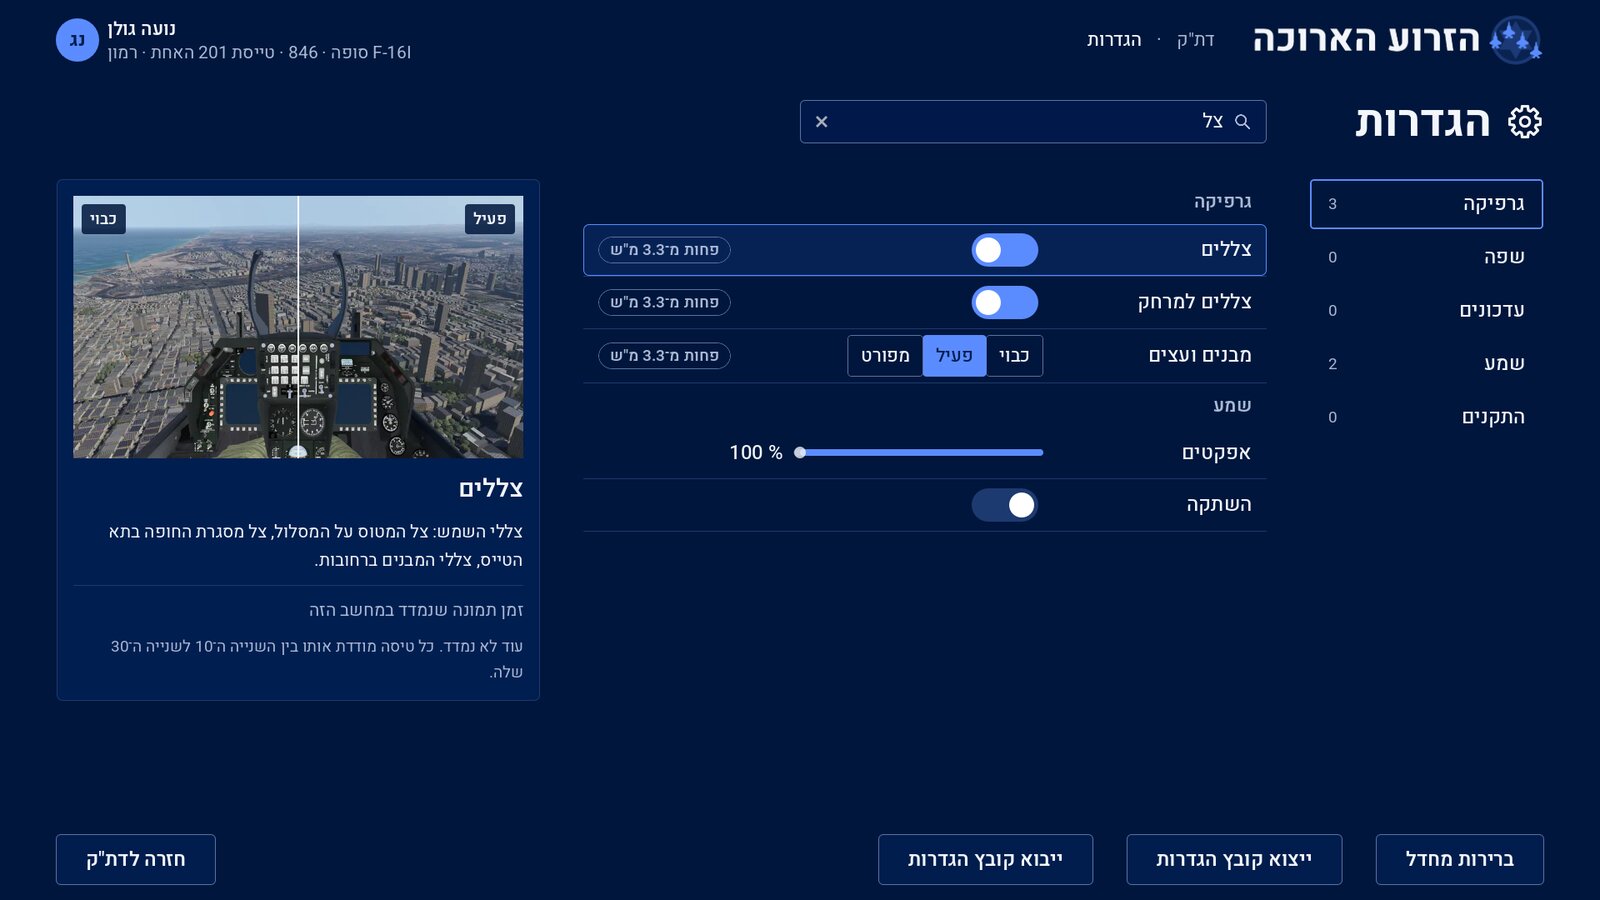 הזרוע הארוכה
דת"ק · הגדרות
נועה גולן
F-16I סופה · 846 · טייסת 201 האחת · רמון
נג
הגדרות
צל
גרפיקה 3
שפה 0
עדכונים 0
שמע 2
התקנים 0
גרפיקה
צללים
פחות מ־3.3 מ"ש
צללים למרחק
פחות מ־3.3 מ"ש
מבנים ועצים
כבוי פעיל מפורט
פחות מ־3.3 מ"ש
שמע
אפקטים
100 %
השתקה
פעיל
כבוי
צללים
צללי השמש: צל המטוס על המסלול, צל מסגרת החופה בתא
הטייס, צללי המבנים ברחובות.
זמן תמונה שנמדד במחשב הזה
עוד לא נמדד. כל טיסה מודדת אותו בין השנייה ה־10 לשנייה ה־30
שלה.
ברירות מחדל
ייצוא קובץ הגדרות
ייבוא קובץ הגדרות
חזרה לדת"ק